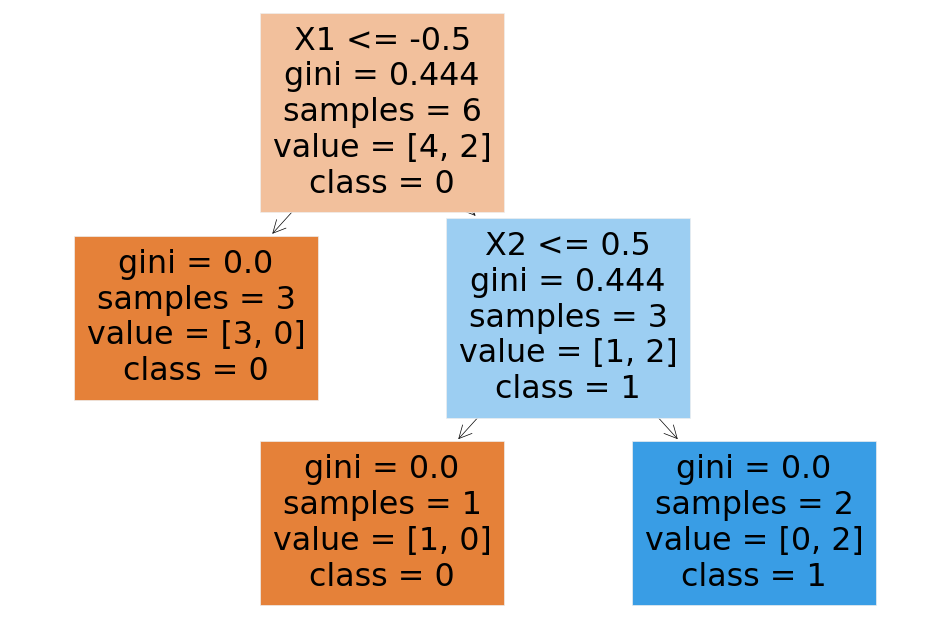 X1 <= -0.5
gini = 0.444
samples = 6
value = [4, 2]
class = 0
gini = 0.0
samples = 3
value = [3, 0]
class = 0
X2 <= 0.5
gini = 0.444
samples = 3
value = [1, 2]
class = 1
gini = 0.0
samples = 1
value = [1, 0]
class = 0
gini = 0.0
samples = 2
value = [0, 2]
class = 1